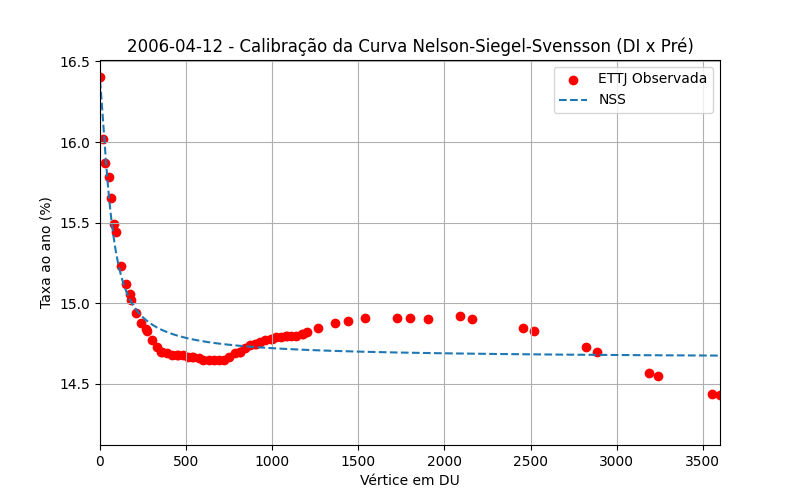 2006-04-12 - Calibração da Curva Nelson-Siegel-Svensson (DI x Pré)
ETTJ Observada
NSS
Taxa ao ano (%)
16.5
16.0
15.5
15.0
14.5
0
500
1000
1500
2000
2500
3000
3500
Vértice em DU